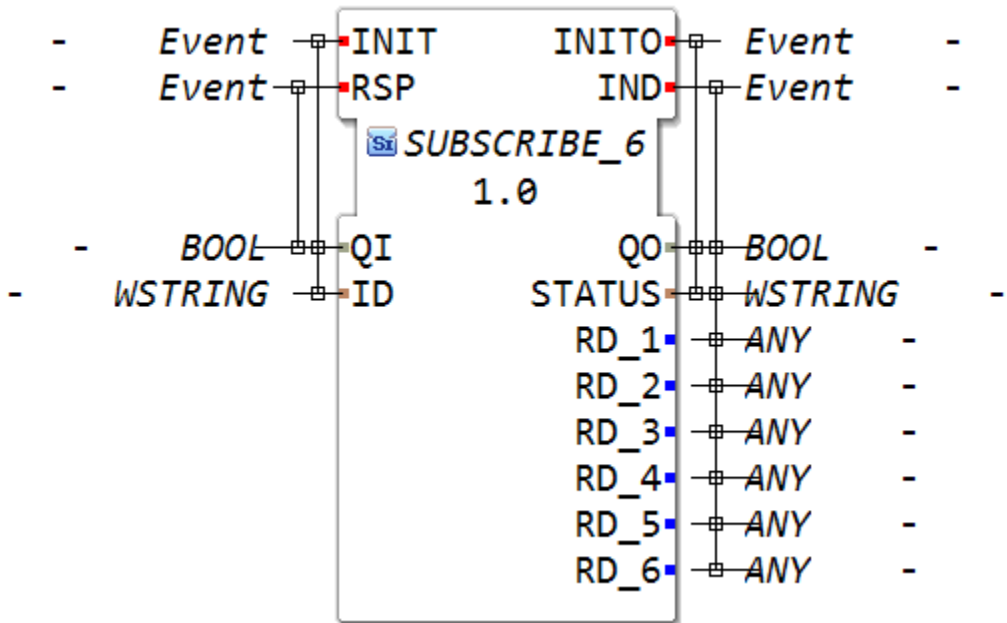 - Event INIT INITO Event -
- Event RSP IND Event -
Si SUBSCRIBE_6
1.0
- BOOL QI QO BOOL -
- WSTRING ID STATUS WSTRING -
RD_1 ANY -
RD_2 ANY -
RD_3 ANY -
RD_4 ANY -
RD_5 ANY -
RD_6 ANY -